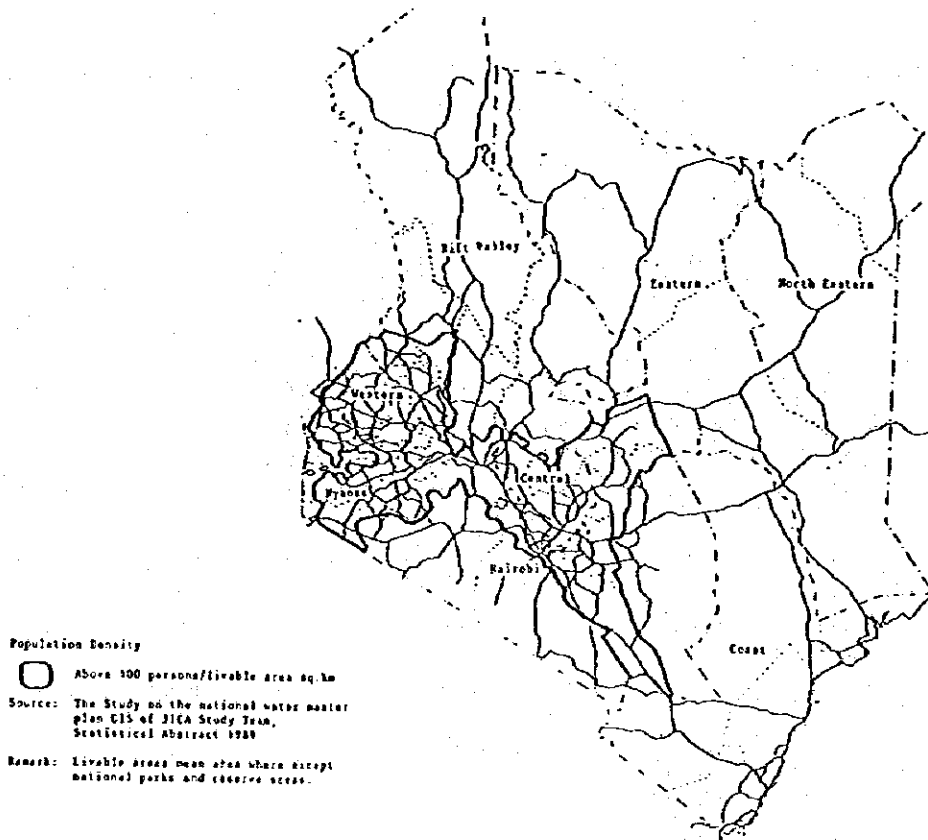 Rift Valley
Eastern
North Eastern
Western
Central
Nyanza
Nairobi
Coast
Population Density
Above 100 persons/livable area sq.km
Source: The Study on the national water master
plan GIS of JICA Study Team,
Statistical Abstract
Remark: Livable areas mean area where except
national parks and reserve areas.